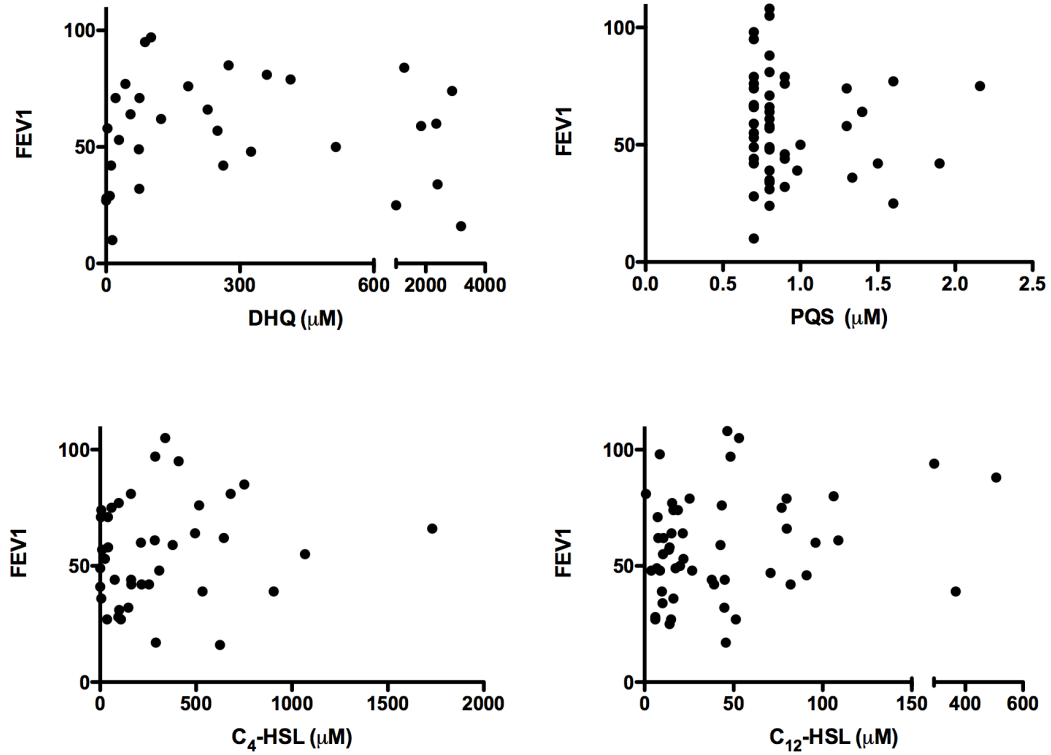 100
50
0
FEV1
0 300 600 2000 4000
DHQ (μM)
100
50
0
FEV1
0.0 0.5 1.0 1.5 2.0 2.5
PQS (μM)
100
50
0
FEV1
0 500 1000 1500 2000
C₄-HSL (μM)
100
50
0
FEV1
0 50 100 150 400 600
C₁₂-HSL (μM)